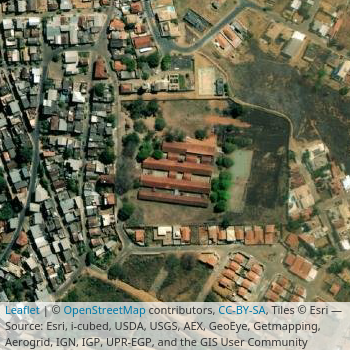 Leaflet | © OpenStreetMap contributors, CC-BY-SA, Tiles © Esri —
Source: Esri, i-cubed, USDA, USGS, AEX, GeoEye, Getmapping,
Aerogrid, IGN, IGP, UPR-EGP, and the GIS User Community